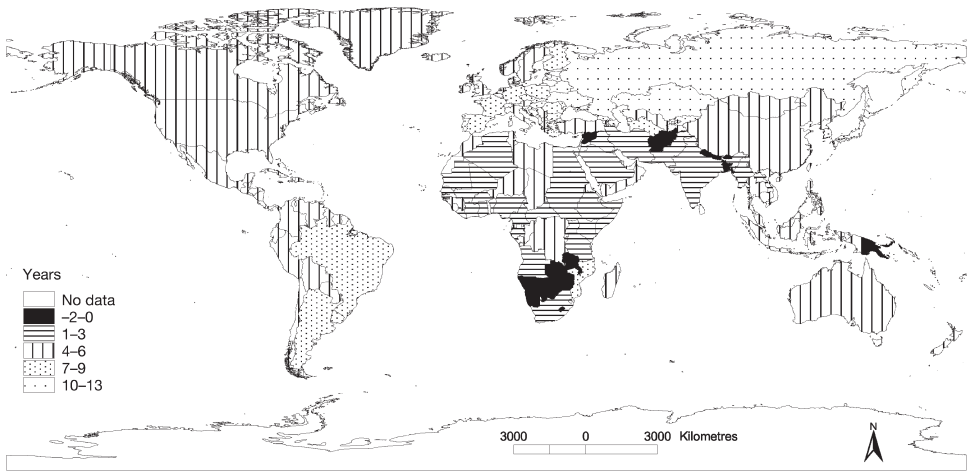 Years
No data
–2–0
1–3
4–6
7–9
10–13
3000 0 3000 Kilometres
N